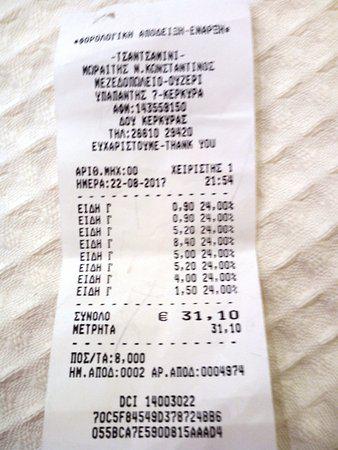 *ΦΟΡΟΛΟΓΙΚΗ ΑΠΟΔΕΙΞΗ-ΕΝΑΡΞΗ*
-ΤΣΑΝΤΣΑΜΙΝΙ-
ΜΩΡΑΙΤΗΣ Ν.ΚΩΝΣΤΑΝΤΙΝΟΣ
ΜΕΖΕΔΟΠΩΛΕΙΟ-ΟΥΖΕΡΙ
ΥΠΑΠΑΝΤΗΣ 7-ΚΕΡΚΥΡΑ
ΑΦΜ:143559150
ΔΟΥ ΚΕΡΚΥΡΑΣ
ΤΗΛ:26610 29420
ΕΥΧΑΡΙΣΤΟΥΜΕ-THANK YOU
ΑΡΙΘ.ΜΗΧ:00 ΧΕΙΡΙΣΤΗΣ 1
ΗΜΕΡΑ:22-08-2017 21:54
ΕΙΔΗ Γ 0,90 24,00%
ΕΙΔΗ Γ 0,90 24,00%
ΕΙΔΗ Γ 5,20 24,00%
ΕΙΔΗ Γ 8,40 24,00%
ΕΙΔΗ Γ 5,00 24,00%
ΕΙΔΗ Γ 5,20 24,00%
ΕΙΔΗ Γ 4,00 24,00%
ΕΙΔΗ Γ 1,50 24,00%
ΣΥΝΟΛΟ € 31,10
ΜΕΤΡΗΤΑ 31,10
ΠΟΣ/ΤΑ:8,000
ΗΜ.ΑΠΟΔ:0002 ΑΡ.ΑΠΟΔ:0004974
DCI 14003022
70C5F84549D378724BB6
055BCA7E590D815AAAD4